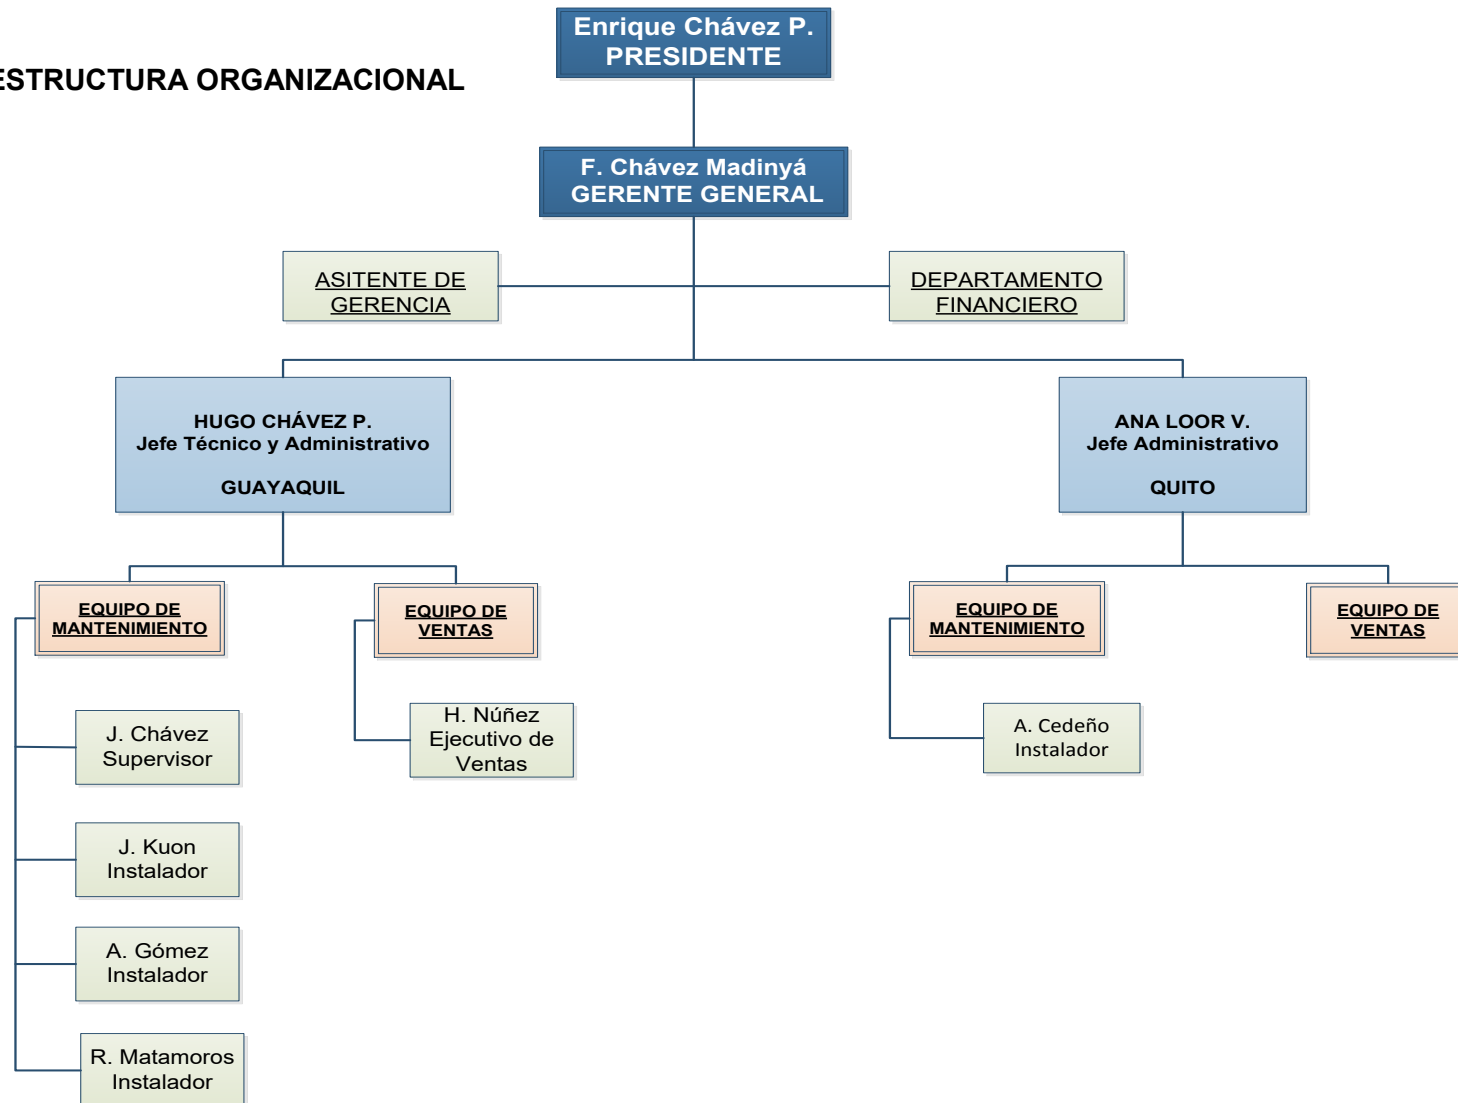 Enrique Chávez P.
PRESIDENTE
ESTRUCTURA ORGANIZACIONAL
F. Chávez Madinyá
GERENTE GENERAL
ASITENTE DE
GERENCIA
DEPARTAMENTO
FINANCIERO
HUGO CHÁVEZ P.
Jefe Técnico y Administrativo
GUAYAQUIL
ANA LOOR V.
Jefe Administrativo
QUITO
EQUIPO DE
MANTENIMIENTO
EQUIPO DE
VENTAS
EQUIPO DE
MANTENIMIENTO
EQUIPO DE
VENTAS
J. Chávez
Supervisor
H. Núñez
Ejecutivo de
Ventas
A. Cedeño
Instalador
J. Kuon
Instalador
A. Gómez
Instalador
R. Matamoros
Instalador